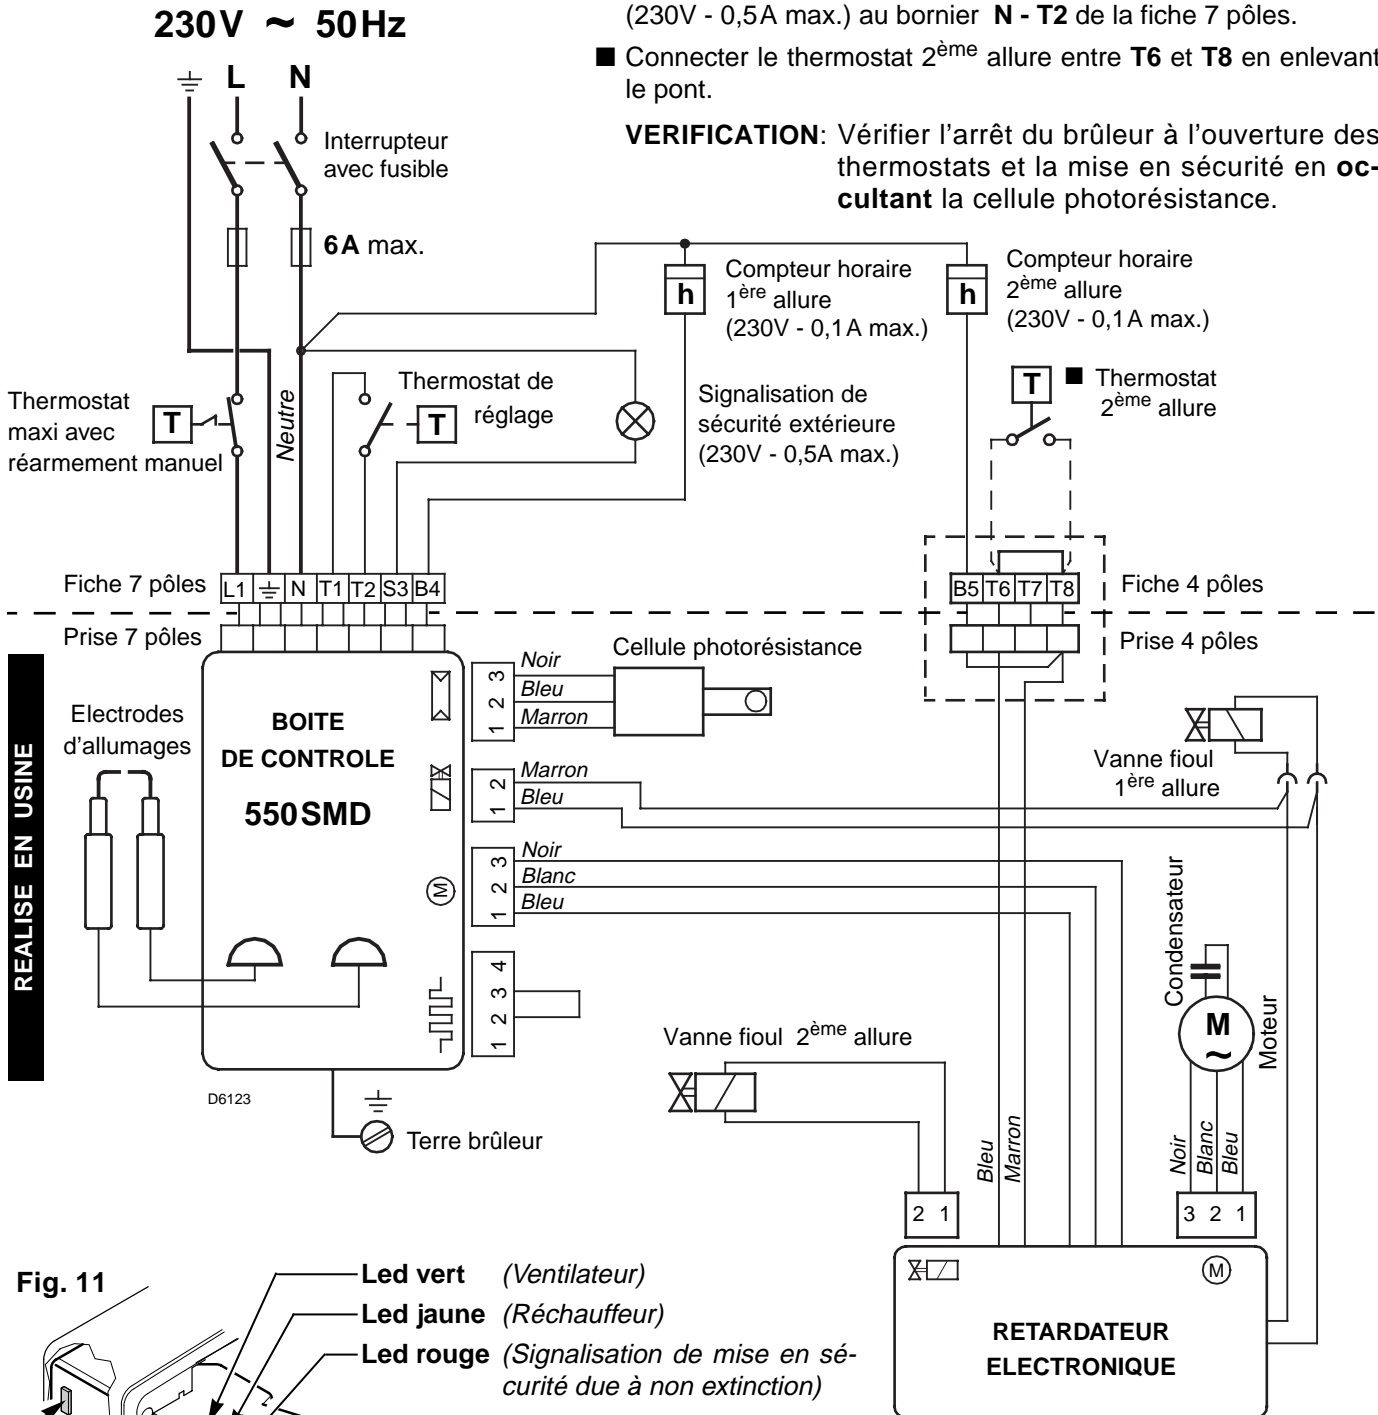 230V ~ 50Hz
(230V - 0,5A max.) au bornier N - T2 de la fiche 7 pôles.
■ Connecter le thermostat 2ème allure entre T6 et T8 en enlevant
le pont.
VERIFICATION: Vérifier l'arrêt du brûleur à l'ouverture des
thermostats et la mise en sécurité en oc-
cultant la cellule photorésistance.
L
N
Interrupteur
avec fusible
6A max.
h
Compteur horaire
1ère allure
(230V - 0,1A max.)
h
Compteur horaire
2ème allure
(230V - 0,1A max.)
Thermostat
maxi avec
réarmement manuel
T
Neutre
Thermostat de
réglage
T
Signalisation de
sécurité extérieure
(230V - 0,5A max.)
T
■ Thermostat
2ème allure
Fiche 7 pôles
L1 N T1 T2 S3 B4
B5 T6 T7 T8
Fiche 4 pôles
Prise 7 pôles
Prise 4 pôles
REALISE EN USINE
Electrodes
d'allumages
BOITE
DE CONTROLE
550SMD
M
3
2
1
Noir
Bleu
Marron
Cellule photorésistance
2
1
Marron
Bleu
3
2
1
Noir
Blanc
Bleu
4
3
2
1
Vanne fioul
1ère allure
Condensateur
M
~
Moteur
Vanne fioul 2ème allure
D6123
Terre brûleur
Bleu
Marron
Noir
Blanc
Bleu
2 1
3 2 1
M
RETARDATEUR
ELECTRONIQUE
Fig. 11
Led vert (Ventilateur)
Led jaune (Réchauffeur)
Led rouge (Signalisation de mise en sé-
curité due à non extinction)